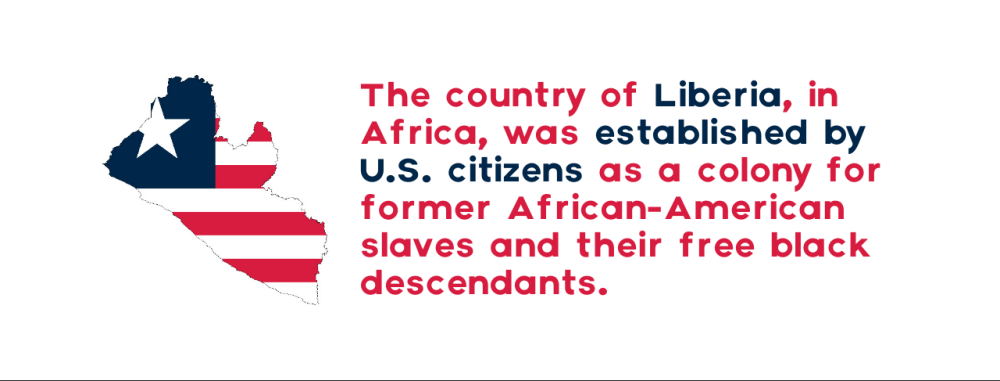 The country of Liberia, in
Africa, was established by
U.S. citizens as a colony for
former African-American
slaves and their free black
descendants.